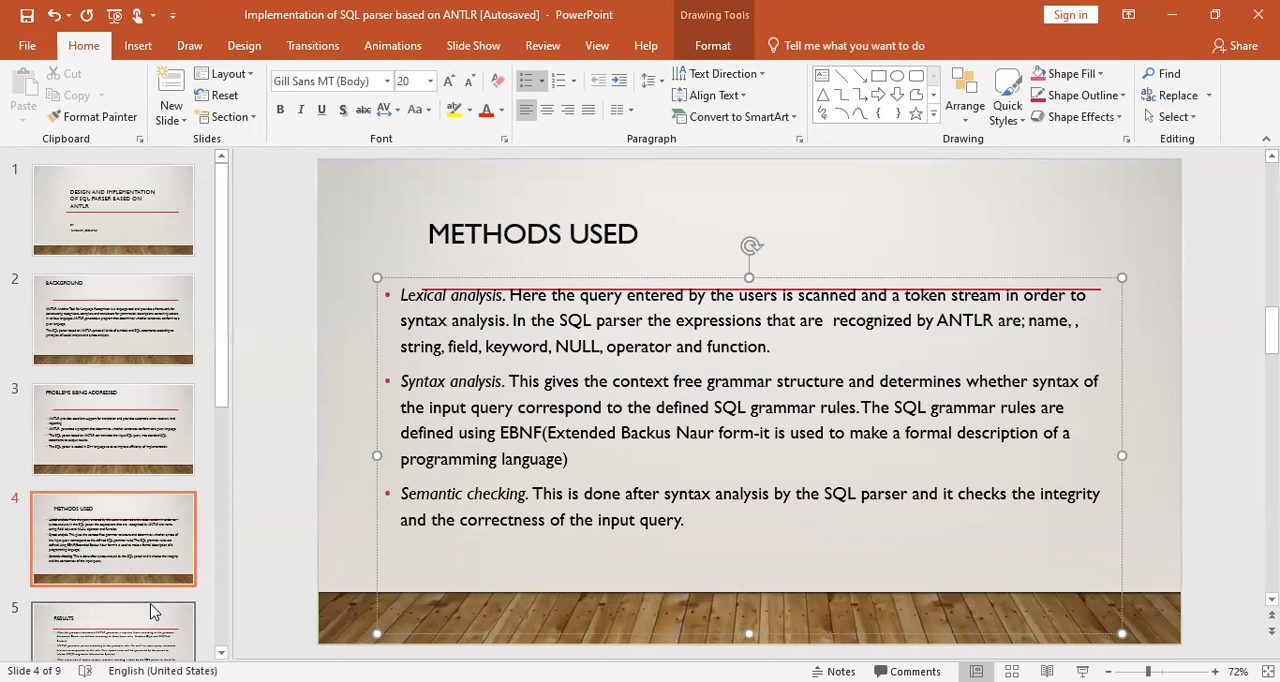 Implementation of SQL parser based on ANTLR [Autosaved] - PowerPoint
Drawing Tools
Sign in
File Home Insert Draw Design Transitions Animations Slide Show Review View Help Format Tell me what you want to do Share
Paste
Cut
Copy
Format Painter
Clipboard
New Slide
Layout
Reset
Section
Slides
Gill Sans MT (Body) 20
B I U S abc AV Aa A
Font
Text Direction
Align Text
Convert to SmartArt
Paragraph
Arrange
Quick Styles
Shape Fill
Shape Outline
Shape Effects
Drawing
Find
Replace
Select
Editing
1
DESIGN AND IMPLEMENTATION
OF SQL PARSER BASED ON
ANTLR
2
BACKGROUND
3
PROBLEMS BEING ADDRESSED
4
METHODS USED
5
RESULTS
METHODS USED
• Lexical analysis. Here the query entered by the users is scanned and a token stream in order to
syntax analysis. In the SQL parser the expressions that are recognized by ANTLR are; name, ,
string, field, keyword, NULL, operator and function.
• Syntax analysis. This gives the context free grammar structure and determines whether syntax of
the input query correspond to the defined SQL grammar rules. The SQL grammar rules are
defined using EBNF(Extended Backus Naur form-it is used to make a formal description of a
programming language)
• Semantic checking. This is done after syntax analysis by the SQL parser and it checks the integrity
and the correctness of the input query.
Slide 4 of 9 English (United States) Notes Comments 72%